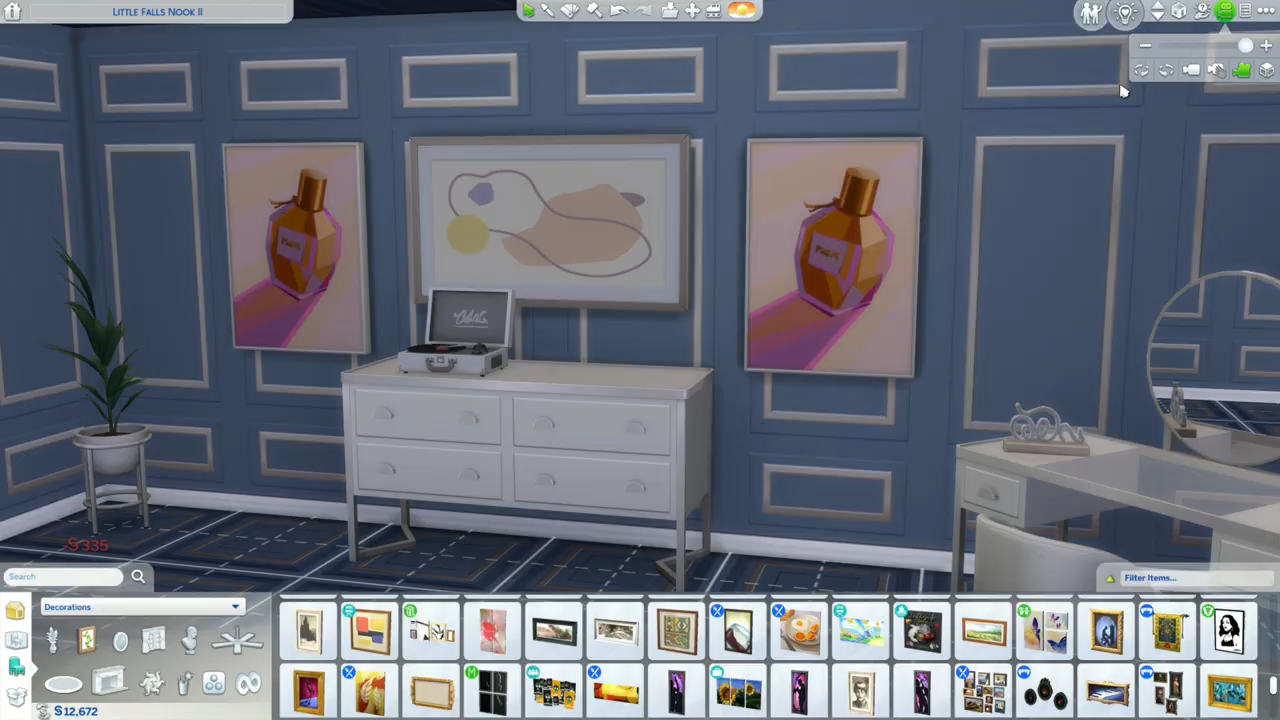 LITTLE FALLS NOOK II
$335
Search
Filter Items...
Decorations
$12,672